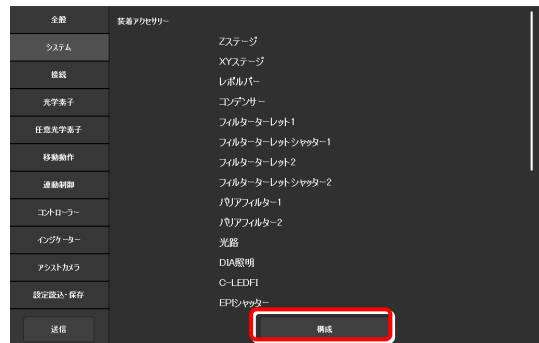 全般
システム
接続
光学素子
任意光学素子
移動動作
連動制御
コントローラー
インジケーター
アシストカメラ
設定読込・保存
送信
装着アクセサリー
Zステージ
XYステージ
レボルバー
コンデンサー
フィルターターレット1
フィルターターレットシャッター1
フィルターターレット2
フィルターターレットシャッター2
バリアフィルター1
バリアフィルター2
光路
DIA照明
C-LEDFI
EPIシャッター
構成